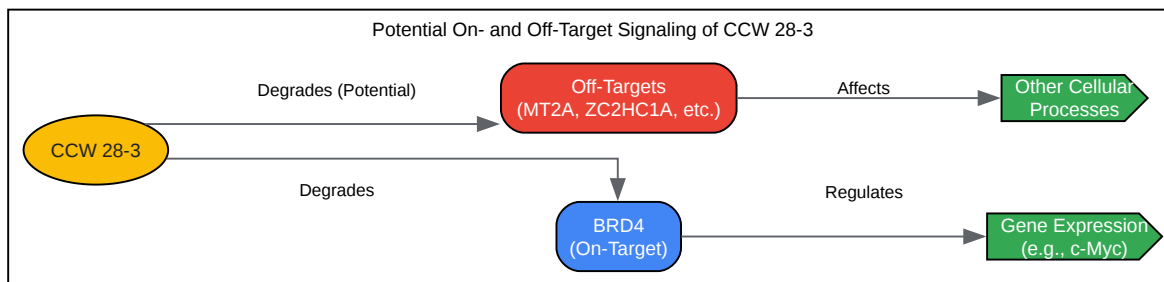 Potential On- and Off-Target Signaling of CCW 28-3
Degrades (Potential)
Off-Targets
(MT2A, ZC2HC1A, etc.)
Affects
Other Cellular
Processes
CCW 28-3
Degrades
BRD4
(On-Target)
Regulates
Gene Expression
(e.g., c-Myc)